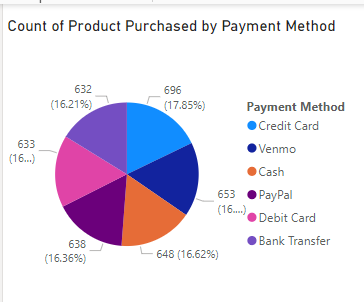 Count of Product Purchased by Payment Method
632
(16.21%)
696
(17.85%)
Payment Method
Credit Card
Venmo
Cash
PayPal
Debit Card
Bank Transfer
633
(16...)
653
(16....)
638
(16.36%)
648 (16.62%)